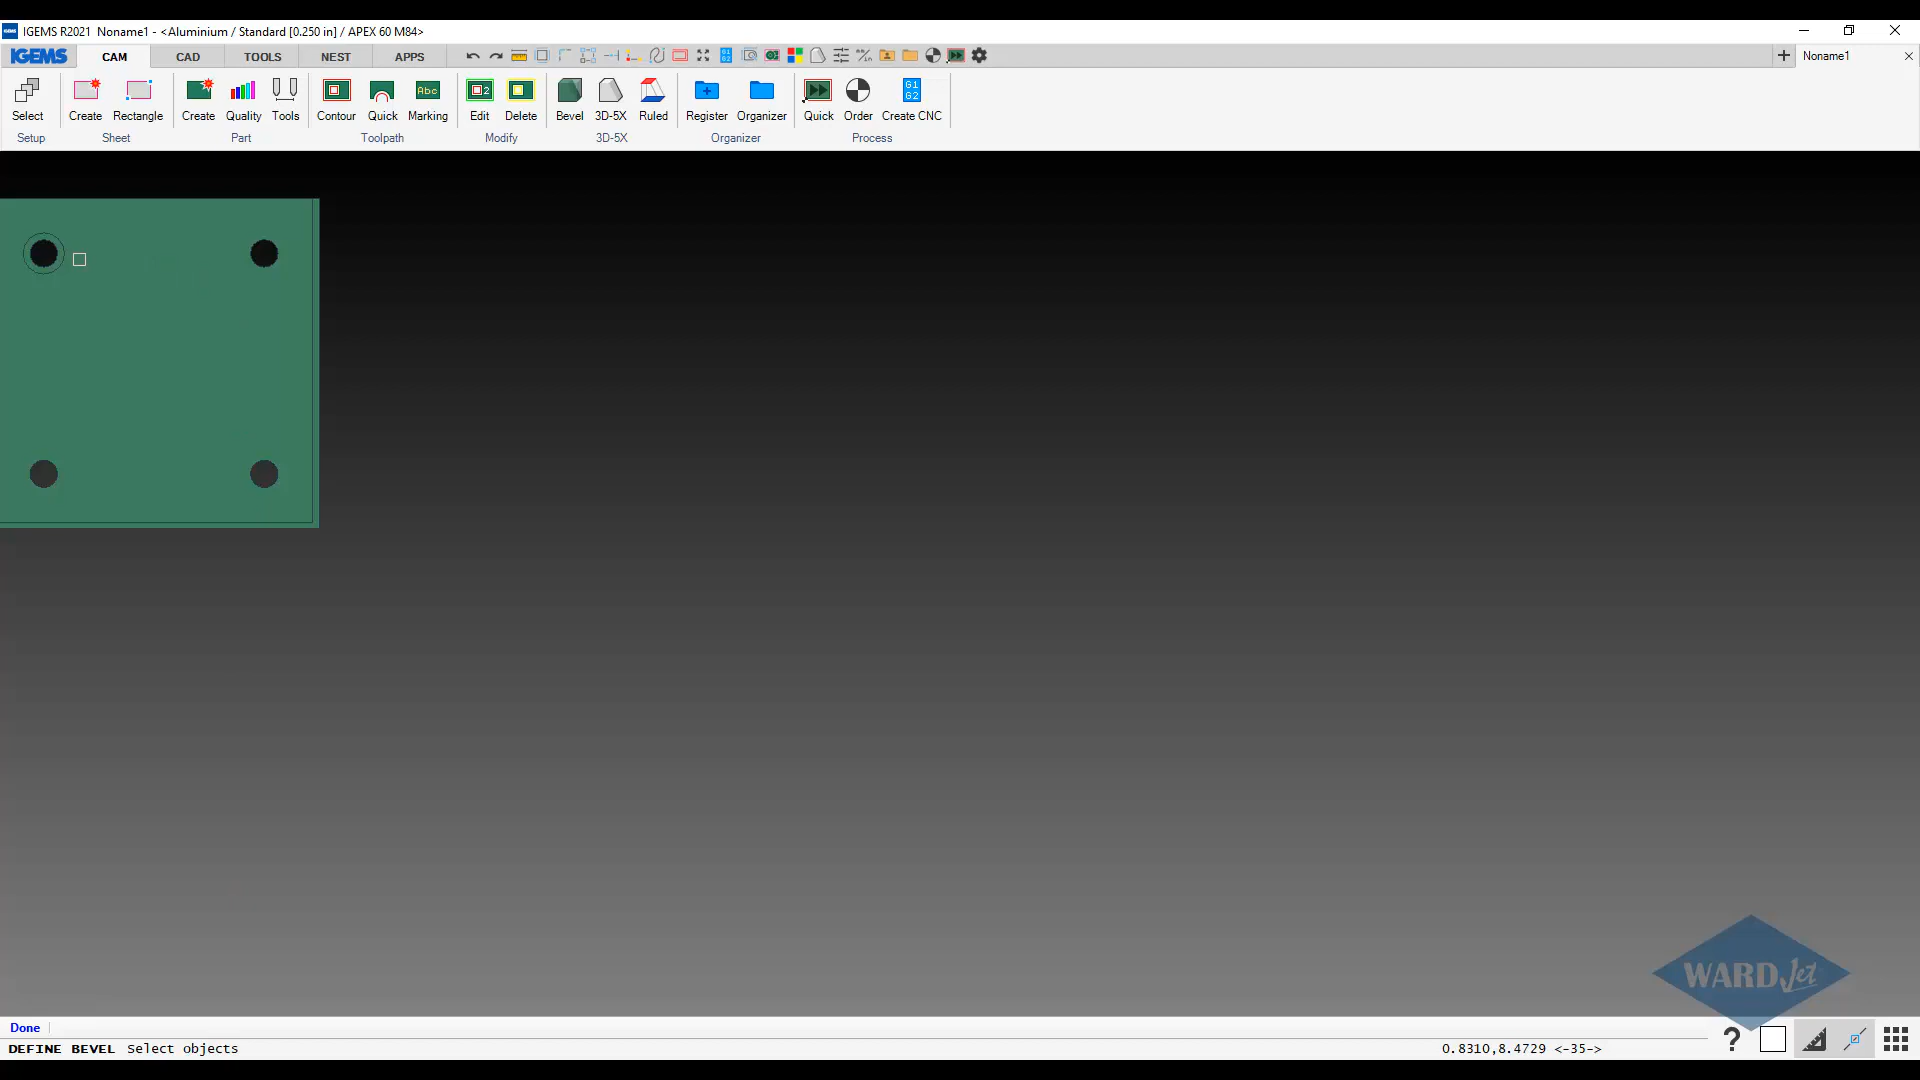 IGEMS R2021 Noname1 - <Aluminium / Standard [0.250 in] / APEX 60 M84>
IGEMS CAM CAD TOOLS NEST APPS Noname1
Select Create Rectangle Create Quality Tools Contour Quick Marking Edit Delete Bevel 3D-5X Ruled Register Organizer Quick Order Create CNC
Setup Sheet Part Toolpath Modify 3D-5X Organizer Process
WARDJet
Done
DEFINE BEVEL Select objects 0.8310,8.4729 <-35->